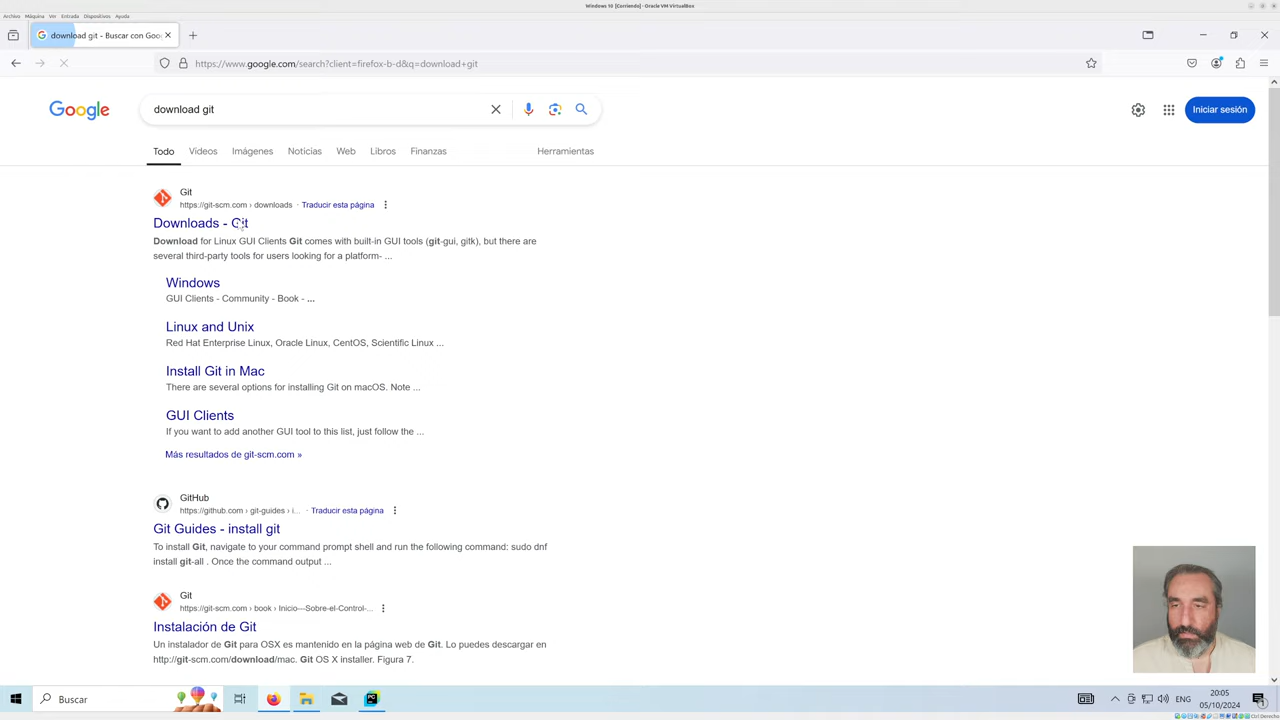 Windows 10 [Corriendo] - Oracle VM VirtualBox
Archivo Máquina Ver Entrada Dispositivos Ayuda
download git - Buscar con Goo
https://www.google.com/search?client=firefox-b-d&q=download+git
Google
download git
Iniciar sesión
Todo Vídeos Imágenes Noticias Web Libros Finanzas Herramientas
Git
https://git-scm.com › downloads · Traducir esta página
Downloads - Git
Download for Linux GUI Clients Git comes with built-in GUI tools (git-gui, gitk), but there are
several third-party tools for users looking for a platform- ...
Windows
GUI Clients - Community - Book - ...
Linux and Unix
Red Hat Enterprise Linux, Oracle Linux, CentOS, Scientific Linux ...
Install Git in Mac
There are several options for installing Git on macOS. Note ...
GUI Clients
If you want to add another GUI tool to this list, just follow the ...
Más resultados de git-scm.com »
GitHub
https://github.com › git-guides › i... · Traducir esta página
Git Guides - install git
To install Git, navigate to your command prompt shell and run the following command: sudo dnf
install git-all . Once the command output ...
Git
https://git-scm.com › book › Inicio---Sobre-el-Control-...
Instalación de Git
Un instalador de Git para OSX es mantenido en la página web de Git. Lo puedes descargar en
http://git-scm.com/download/mac. Git OS X installer. Figura 7.
Buscar
20:05
05/10/2024
Ctrl Derecho